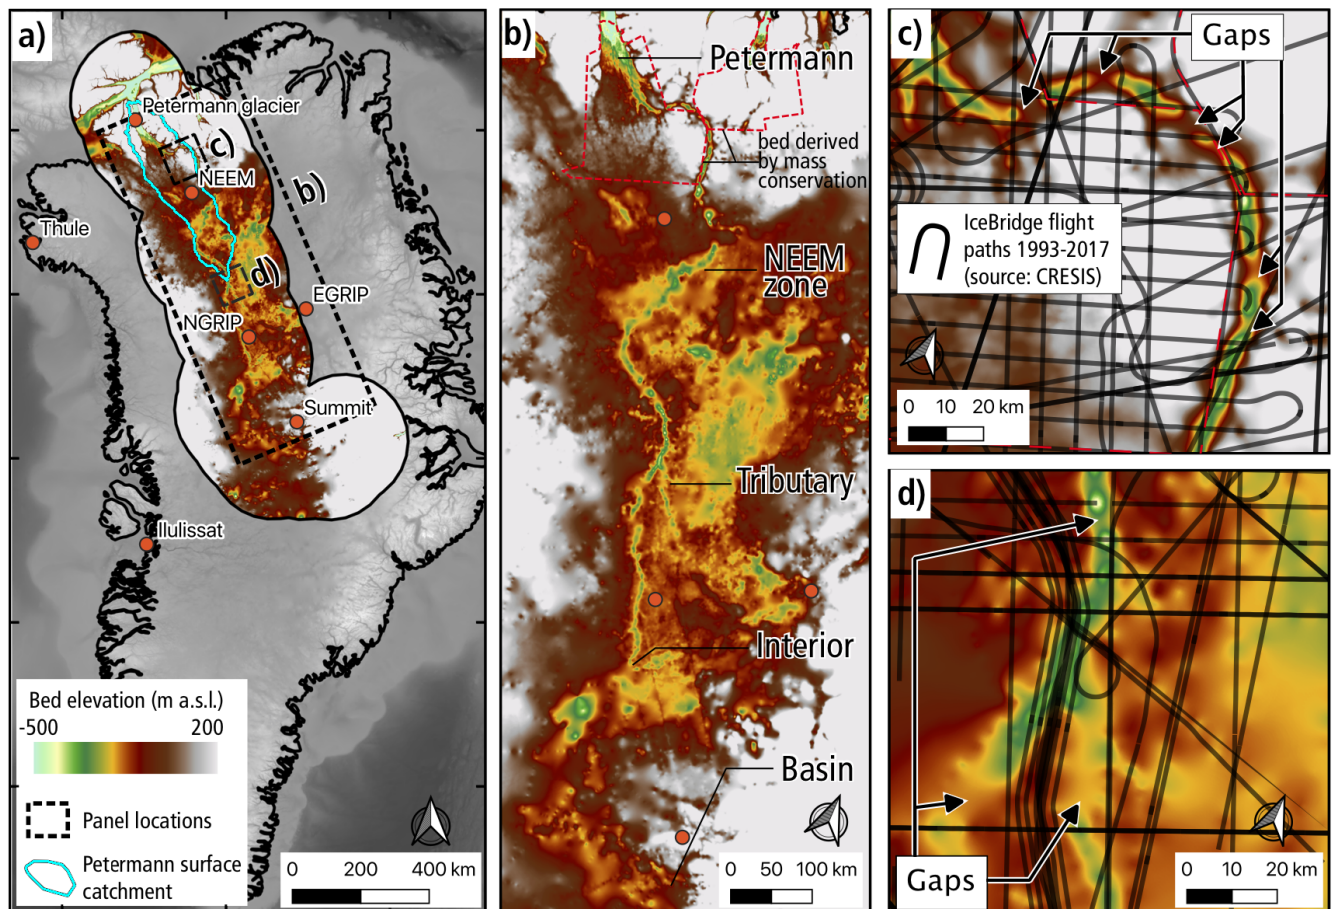 a)
Petermann glacier
c)
NEEM
b)
Thule
d)
EGRIP
NGRIP
Summit
Ilulissat
Bed elevation (m a.s.l.)
-500 200
Panel locations
Petermann surface
catchment
0 200 400 km
b)
Petermann
bed derived
by mass
conservation
NEEM
zone
Tributary
Interior
Basin
0 50 100 km
c)
Gaps
IceBridge flight
paths 1993-2017
(source: CRESIS)
0 10 20 km
d)
Gaps
0 10 20 km